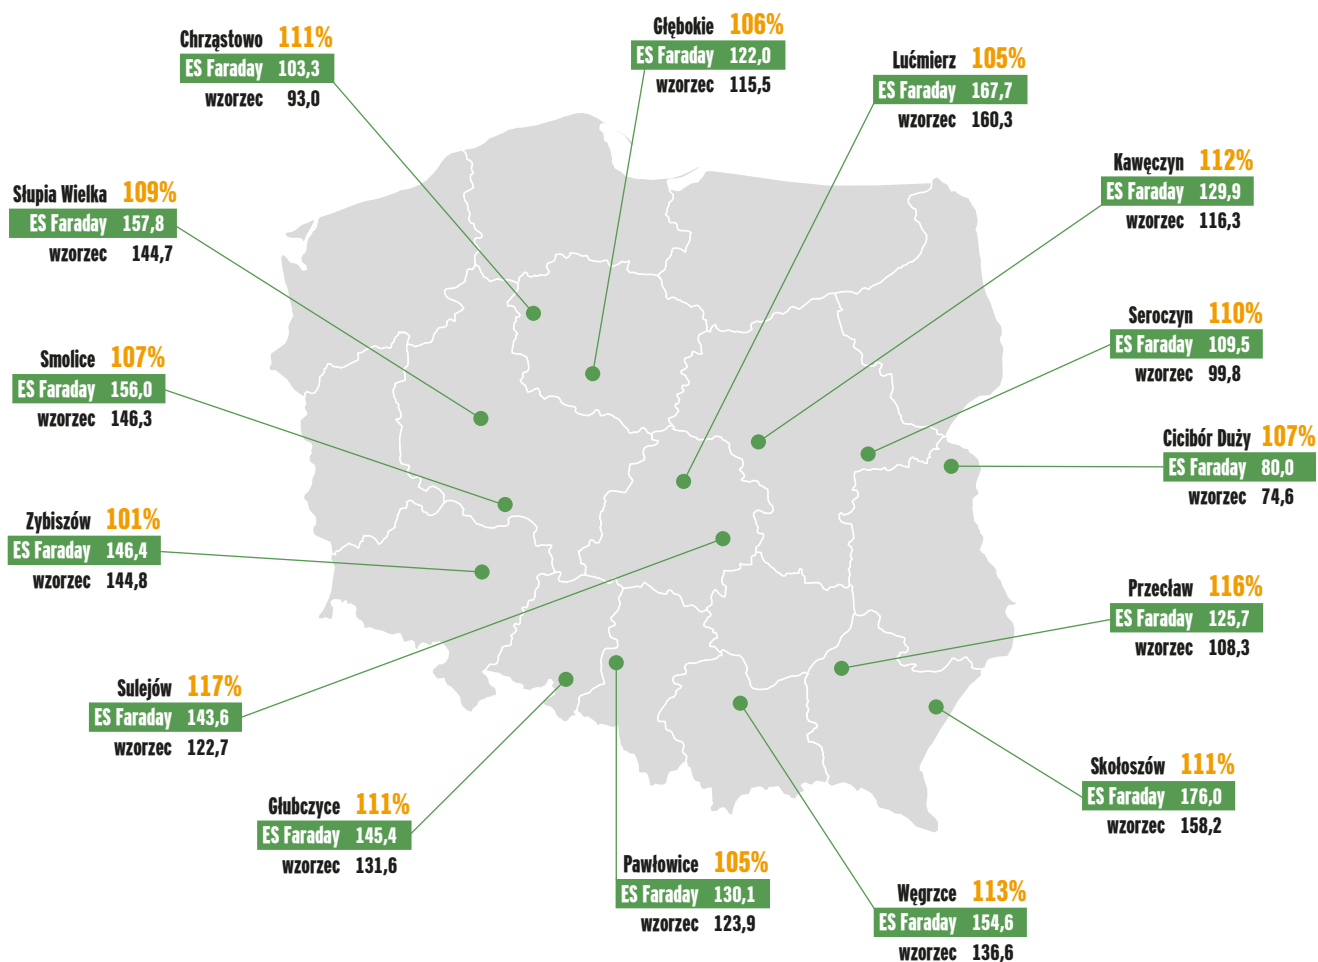 Chrząstowo 111%
ES Faraday 103,3
wzorzec 93,0
Głębokie 106%
ES Faraday 122,0
wzorzec 115,5
Lućmierz 105%
ES Faraday 167,7
wzorzec 160,3
Kawęczyn 112%
ES Faraday 129,9
wzorzec 116,3
Słupia Wielka 109%
ES Faraday 157,8
wzorzec 144,7
Seroczyn 110%
ES Faraday 109,5
wzorzec 99,8
Smolice 107%
ES Faraday 156,0
wzorzec 146,3
Cicibór Duży 107%
ES Faraday 80,0
wzorzec 74,6
Zybiszów 101%
ES Faraday 146,4
wzorzec 144,8
Przecław 116%
ES Faraday 125,7
wzorzec 108,3
Sulejów 117%
ES Faraday 143,6
wzorzec 122,7
Skołoszów 111%
ES Faraday 176,0
wzorzec 158,2
Głubczyce 111%
ES Faraday 145,4
wzorzec 131,6
Pawłowice 105%
ES Faraday 130,1
wzorzec 123,9
Węgrzce 113%
ES Faraday 154,6
wzorzec 136,6